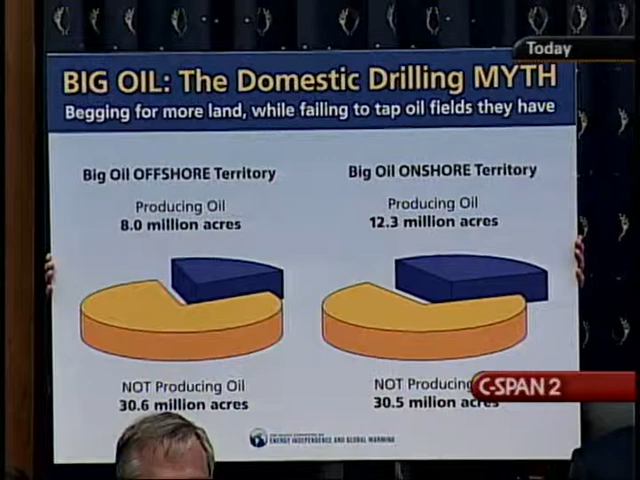 Today
BIG OIL: The Domestic Drilling MYTH
Begging for more land, while failing to tap oil fields they have
Big Oil OFFSHORE Territory
Producing Oil
8.0 million acres
NOT Producing Oil
30.6 million acres
Big Oil ONSHORE Territory
Producing Oil
12.3 million acres
NOT Producing
30.5 milion acres
C-SPAN 2
ENERGY INDEPENDENCE AND GLOBAL WARMING